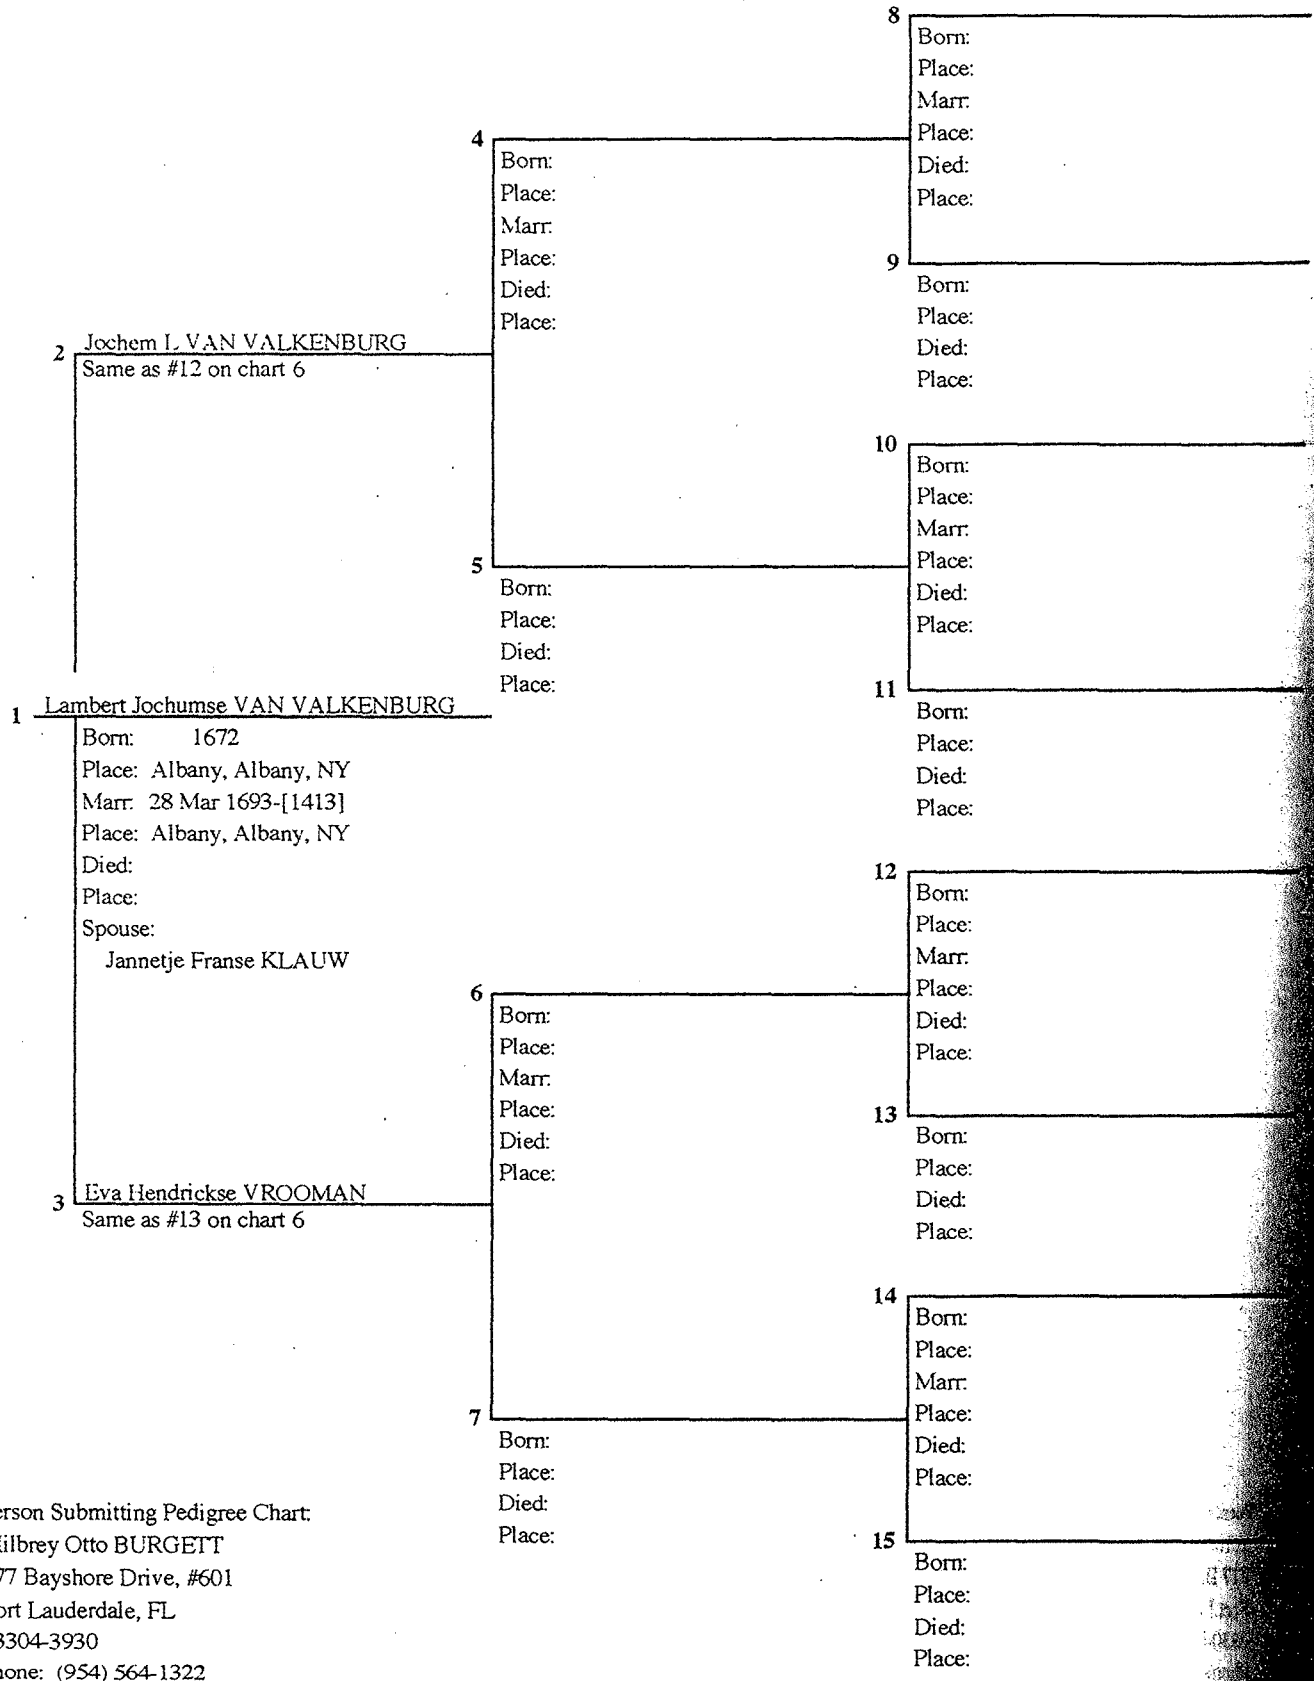 8
Born:
Place:
Marr:
Place:
Died:
Place:
4
Born:
Place:
Marr:
Place:
Died:
Place:
9
Born:
Place:
Died:
Place:
2 Jochem L VAN VALKENBURG
Same as #12 on chart 6
10
Born:
Place:
Marr:
Place:
Died:
Place:
5
Born:
Place:
Died:
Place:
11
Born:
Place:
Died:
Place:
1 Lambert Jochumse VAN VALKENBURG
Born: 1672
Place: Albany, Albany, NY
Marr: 28 Mar 1693-[1413]
Place: Albany, Albany, NY
Died:
Place:
Spouse:
Jannetje Franse KLAUW
12
Born:
Place:
Marr:
Place:
Died:
Place:
6
Born:
Place:
Marr:
Place:
Died:
Place:
13
Born:
Place:
Died:
Place:
3 Eva Hendrickse VROOMAN
Same as #13 on chart 6
14
Born:
Place:
Marr:
Place:
Died:
Place:
7
Born:
Place:
Died:
Place:
15
Born:
Place:
Died:
Place:
erson Submitting Pedigree Chart:
ilbrey Otto BURGETT
77 Bayshore Drive, #601
ort Lauderdale, FL
3304-3930
hone: (954) 564-1322